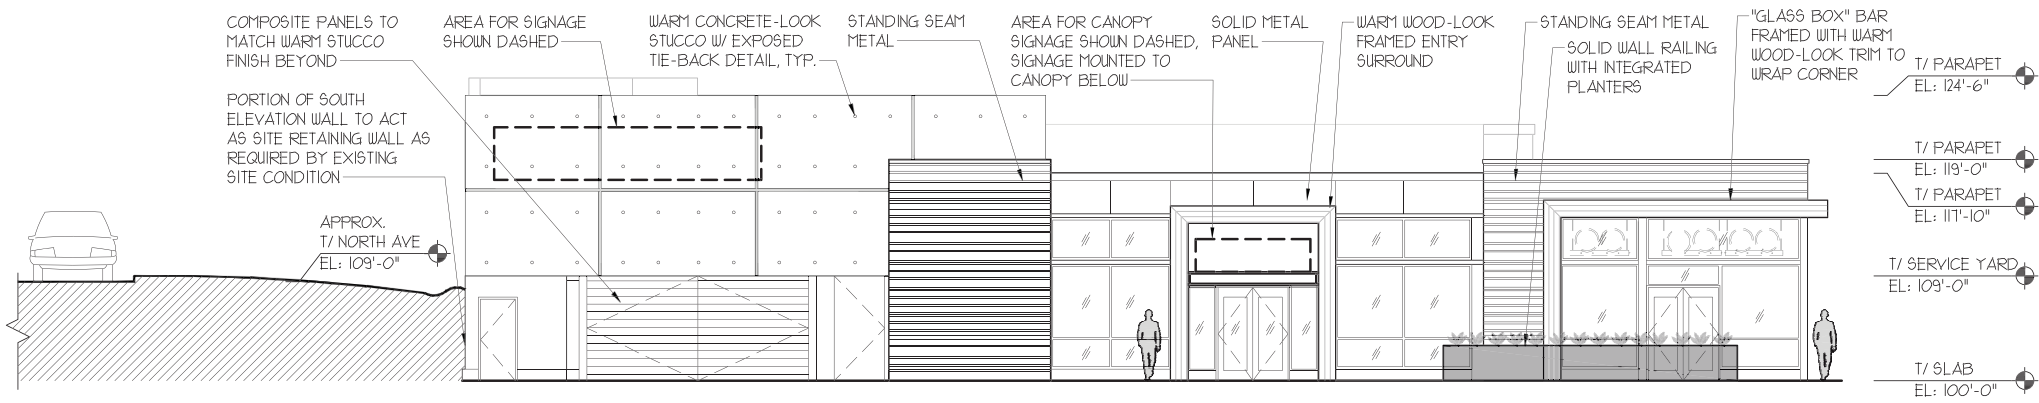 COMPOSITE PANELS TO
MATCH WARM STUCCO
FINISH BEYOND
AREA FOR SIGNAGE
SHOWN DASHED
WARM CONCRETE-LOOK
STUCCO W/ EXPOSED
TIE-BACK DETAIL, TYP.
STANDING SEAM
METAL
AREA FOR CANOPY
SIGNAGE SHOWN DASHED,
SIGNAGE MOUNTED TO
CANOPY BELOW
SOLID METAL
PANEL
WARM WOOD-LOOK
FRAMED ENTRY
SURROUND
STANDING SEAM METAL
SOLID WALL RAILING
WITH INTEGRATED
PLANTERS
"GLASS BOX" BAR
FRAMED WITH WARM
WOOD-LOOK TRIM TO
WRAP CORNER
PORTION OF SOUTH
ELEVATION WALL TO ACT
AS SITE RETAINING WALL AS
REQUIRED BY EXISTING
SITE CONDITION
APPROX.
T/ NORTH AVE
EL: 109'-0"
T/ PARAPET
EL: 124'-6"
T/ PARAPET
EL: 119'-0"
T/ PARAPET
EL: 117'-10"
T/ SERVICE YARD
EL: 109'-0"
T/ SLAB
EL: 100'-0"